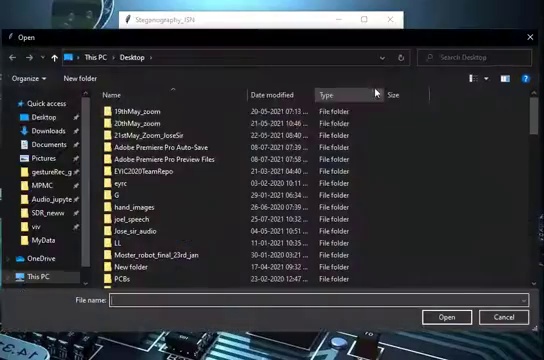 Steganography_JSN
Open
This PC > Desktop >
Search Desktop
Organize
New folder
Name
Date modified
Type
Size
Quick access
Desktop
Downloads
Documents
Pictures
gestureRec_g
MPMC
Audio_jupyte
SDR_neww
viv
MyData
OneDrive
This PC
19thMay_zoom 20-05-2021 07:13 ... File folder
20thMay_zoom 21-05-2021 10:46 ... File folder
21stMay_Zoom_JoseSir 22-05-2021 08:40 ... File folder
Adobe Premiere Pro Auto-Save 08-07-2021 07:39 ... File folder
Adobe Premiere Pro Preview Files 08-07-2021 07:58 ... File folder
EYIC2020TeamRepo 21-03-2021 04:40 ... File folder
eyrc 03-02-2020 10:11 ... File folder
G 29-01-2021 06:34 ... File folder
hand_images 26-06-2020 07:39 ... File folder
joel_speech 25-07-2021 10:32 ... File folder
Jose_sir_audio 04-05-2021 10:51 ... File folder
LL 11-01-2021 10:35 ... File folder
Moster_robot_final_23rd_jan 30-01-2020 03:21 ... File folder
New folder 17-04-2021 09:32 ... File folder
PCBs 23-02-2020 12:47 ... File folder
File name:
Open
Cancel